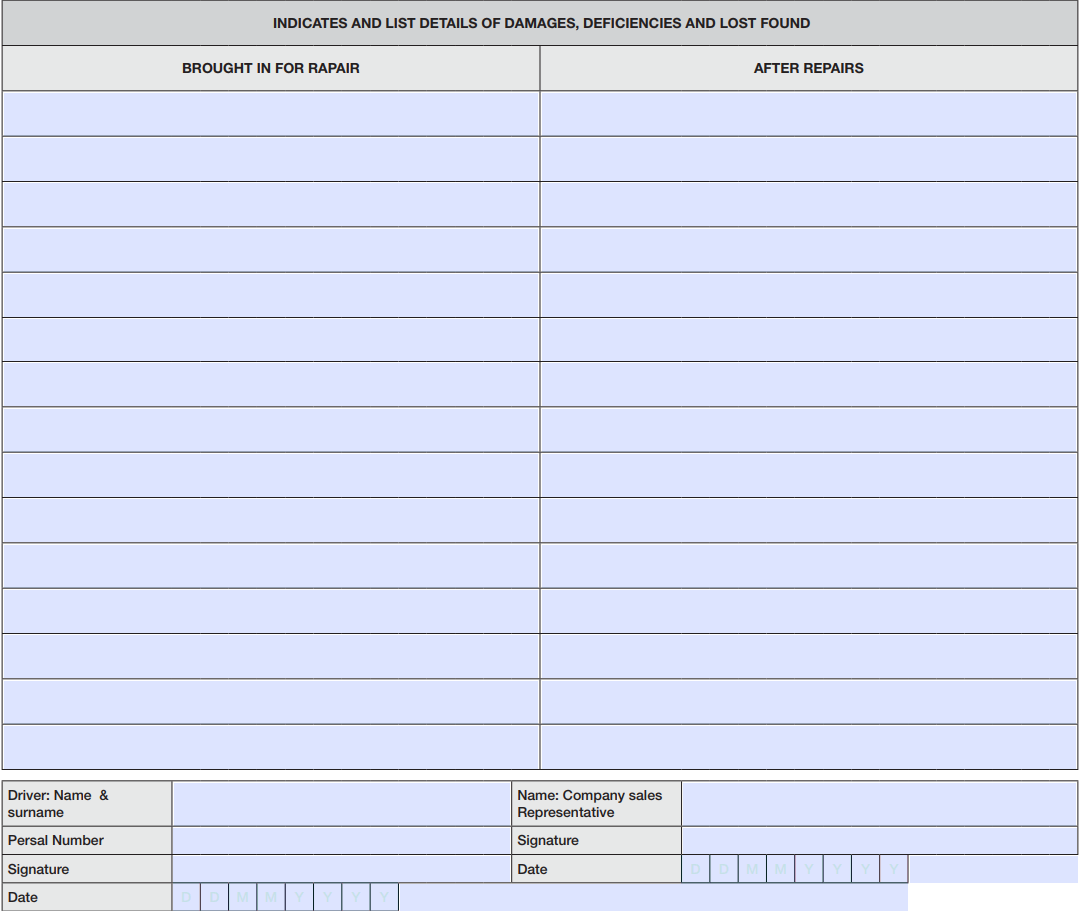 INDICATES AND LIST DETAILS OF DAMAGES, DEFICIENCIES AND LOST FOUND
BROUGHT IN FOR RAPAIR
AFTER REPAIRS
Driver: Name &
surname
Name: Company sales
Representative
Persal Number
Signature
Signature
Date
D D M M Y Y Y Y
Date
D D M M Y Y Y Y